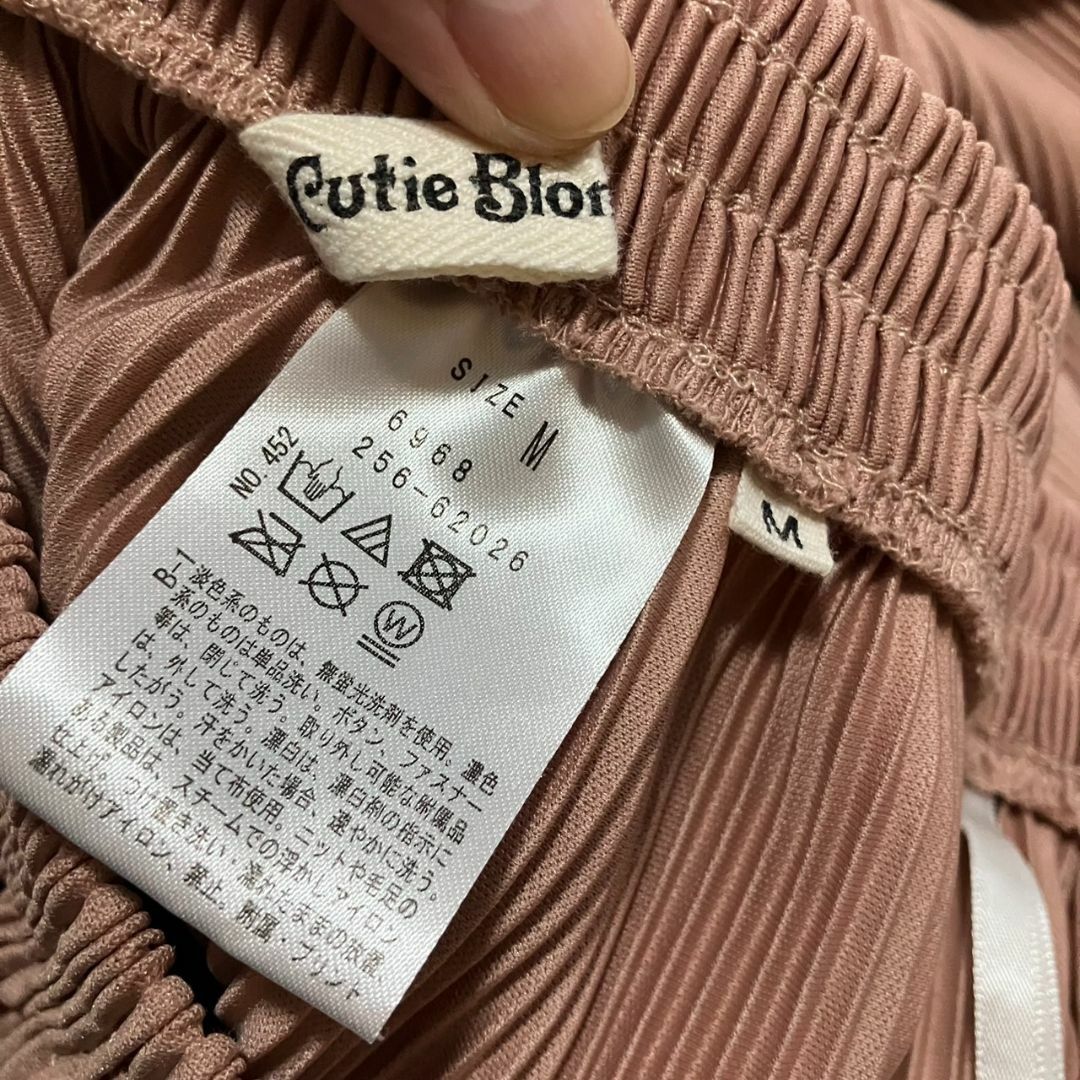 Cutie Blon
SIZE M
6968
256-62026
NO.452
W
M
B-1
淡色系のものは、無蛍光洗剤を使用、濃色
系のものは単品洗い。ボタン、ファスナー
等は、閉じて洗う。取り外し可能な附属品
は、外して洗う。漂白は、漂白剤の指示に
したがう。汗をかいた場合、速やかに洗う。
アイロンは、当て布使用。ニットや毛足の
ある製品は、スチームでの浮かしアイロン
仕上げ。つけ置き洗い・濡れたままの放置、
濡れがけアイロン、禁止。附属・プリント